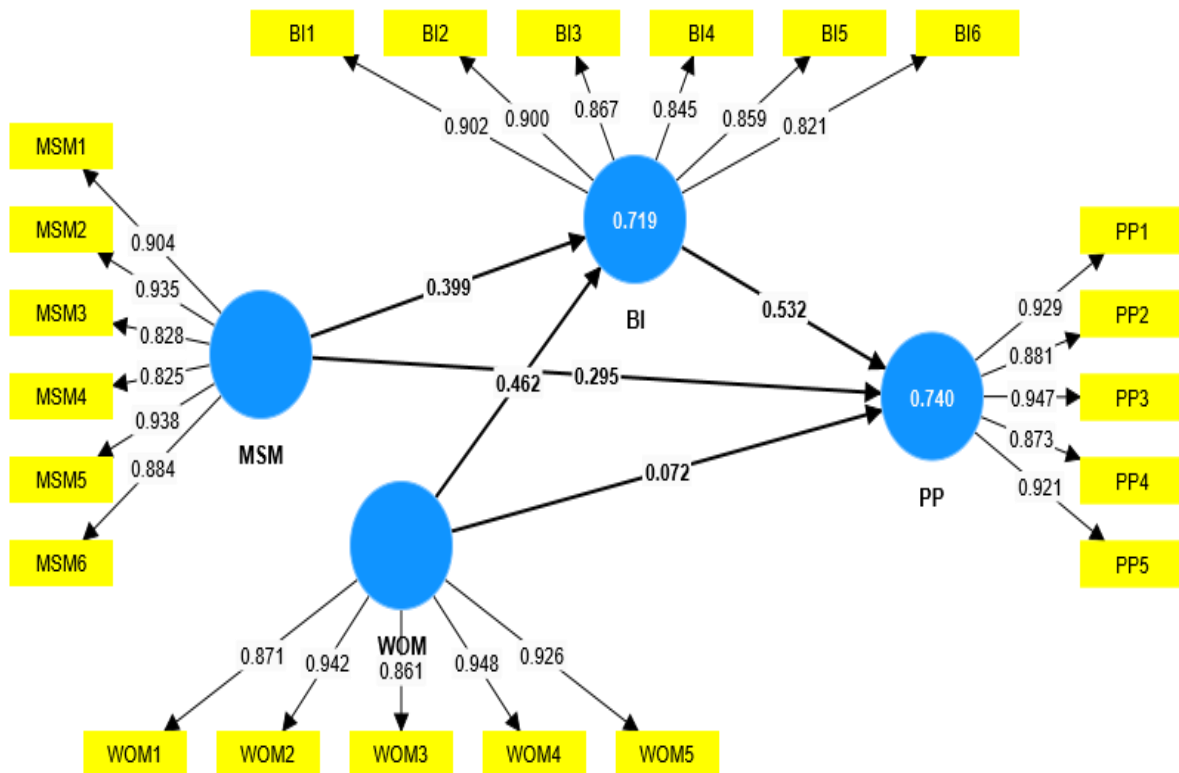 BI1 BI2 BI3 BI4 BI5 BI6
0.902 0.900 0.867 0.845 0.859 0.821
MSM1
MSM2
MSM3
MSM4
MSM5
MSM6
0.904
0.935
0.828
0.825
0.938
0.884
MSM
0.719
BI
0.399
0.462
0.295
0.532
0.072
0.740
PP
0.929
0.881
0.947
0.873
0.921
PP1
PP2
PP3
PP4
PP5
WOM
0.871 0.942 0.861 0.948 0.926
WOM1 WOM2 WOM3 WOM4 WOM5